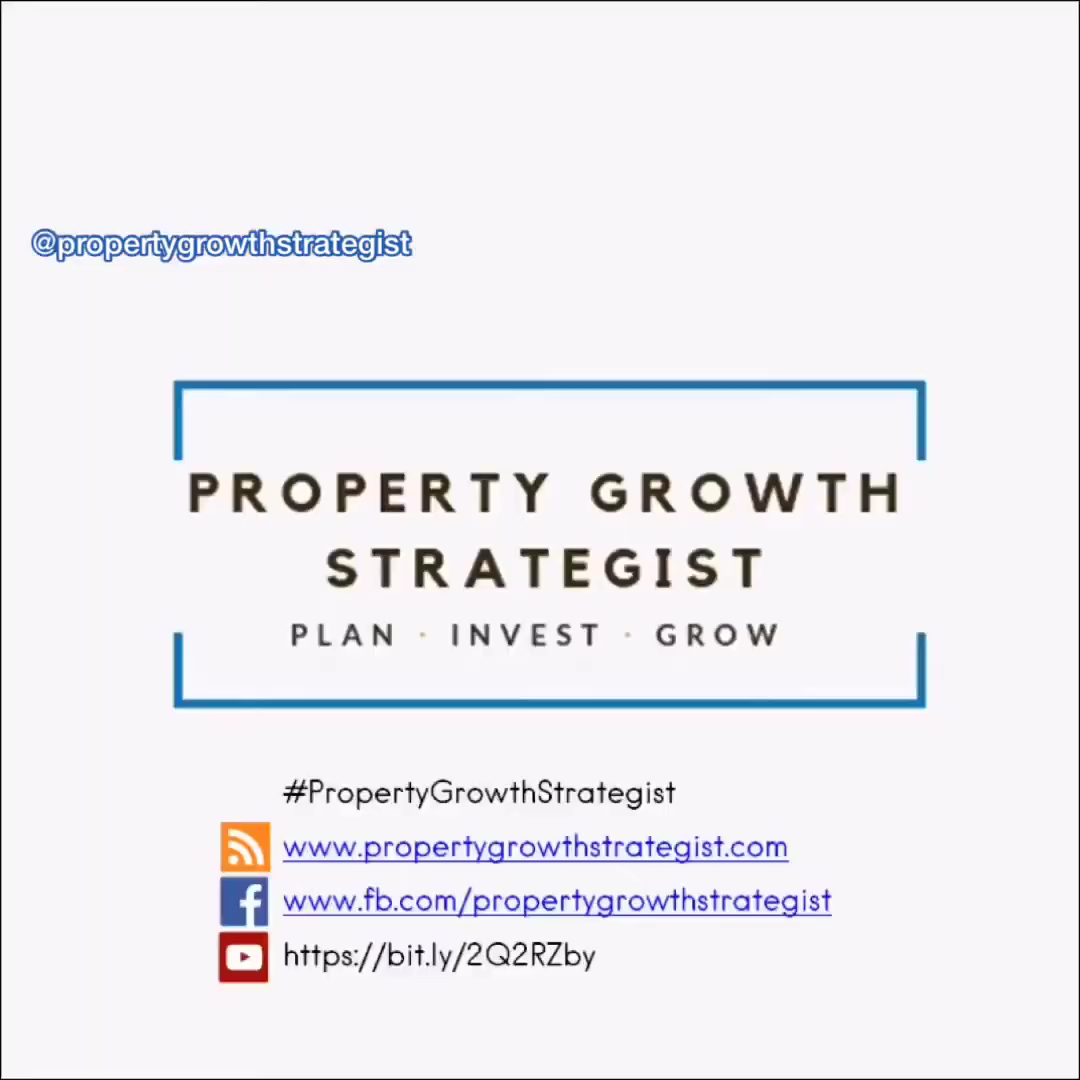 @propertygrowthstrategist
PROPERTY GROWTH
STRATEGIST
PLAN · INVEST · GROW
#PropertyGrowthStrategist
www.propertygrowthstrategist.com
www.fb.com/propertygrowthstrategist
https://bit.ly/2Q2RZby